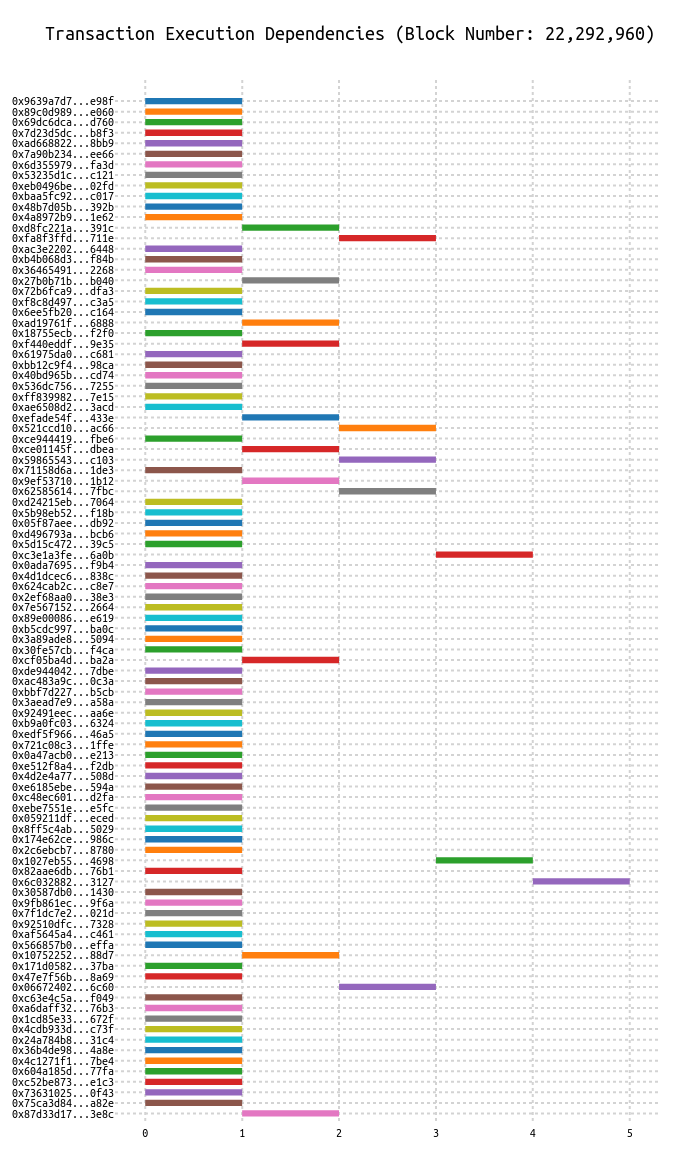 Transaction Execution Dependencies (Block Number: 22,292,960)
0x9639a7d7...e98f
0x89c0d989...e060
0x69dc6dca...d760
0x7d23d5dc...b8f3
0xad668822...8bb9
0x7a90b234...ee66
0x6d355979...fa3d
0x53235d1c...c121
0xeb0496be...02fd
0xbaa5fc92...c017
0x48b7d05b...392b
0x4a8972b9...1e62
0xd8fc221a...391c
0xfa8f3ffd...711e
0xac3e2202...6448
0xb4b068d3...f84b
0x36465491...2268
0x27b0b71b...b040
0x72b6fca9...dfa3
0xf8c8d497...c3a5
0x6ee5fb20...c164
0xad19761f...6888
0x18755ecb...f2f0
0xf440eddf...9e35
0x61975da0...c681
0xbb12c9f4...98ca
0x40bd965b...cd74
0x536dc756...7255
0xff839982...7e15
0xae6508d2...3acd
0xefade54f...433e
0x521ccd10...ac66
0xce944419...fbe6
0xce01145f...dbea
0x59865543...c103
0x71158d6a...1de3
0x9ef53710...1b12
0x62585614...7fbc
0xd24215eb...7064
0x5b98eb52...f18b
0x05f87aee...db92
0xd496793a...bcb6
0x5d15c472...39c5
0xc3e1a3fe...6a0b
0x0ada7695...f9b4
0x4d1dcec6...838c
0x624cab2c...c8e7
0x2ef68aa0...38e3
0x7e567152...2664
0x89e00086...e619
0xb5cdc997...ba0c
0x3a89ade8...5094
0x30fe57cb...f4ca
0xcf05ba4d...ba2a
0xde944042...7dbe
0xac483a9c...0c3a
0xbbf7d227...b5cb
0x3aead7e9...a58a
0x92491eec...aa6e
0xb9a0fc03...6324
0xedf5f966...46a5
0x721c08c3...1ffe
0x0a47acb0...e213
0xe512f8a4...f2db
0x4d2e4a77...508d
0xe6185ebe...594a
0xc48ec601...d2fa
0xebe7551e...e5fc
0x059211df...eced
0x8ff5c4ab...5029
0x174e62ce...986c
0x2c6ebcb7...8780
0x1027eb55...4698
0x82aae6db...76b1
0x6c032882...3127
0x30587db0...1430
0x9fb861ec...9f6a
0x7f1dc7e2...021d
0x92510dfc...7328
0xaf5645a4...c461
0x566857b0...effa
0x10752252...88d7
0x171d0582...37ba
0x47e7f56b...8a69
0x06672402...6c60
0xc63e4c5a...f049
0xa6daff32...76b3
0x1cd85e33...672f
0x4cdb933d...c73f
0x24a784b8...31c4
0x36b4de98...4a8e
0x4c1271f1...7be4
0x604a185d...77fa
0xc52be873...e1c3
0x73631025...0f43
0x75ca3d84...a82e
0x87d33d17...3e8c
0 1 2 3 4 5